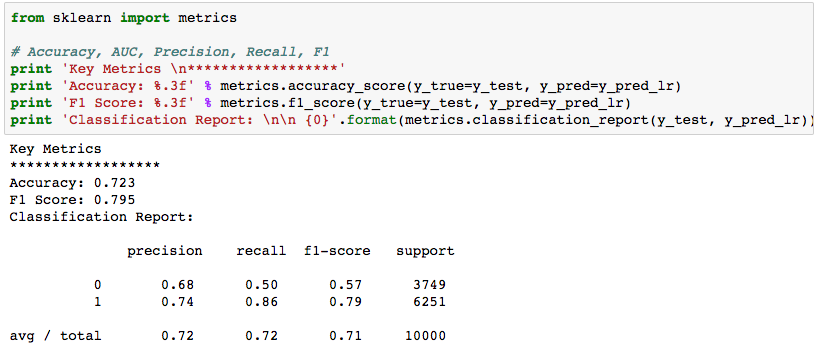 from sklearn import metrics
# Accuracy, AUC, Precision, Recall, F1
print 'Key Metrics \n******************'
print 'Accuracy: %.3f' % metrics.accuracy_score(y_true=y_test, y_pred=y_pred_lr)
print 'F1 Score: %.3f' % metrics.f1_score(y_true=y_test, y_pred=y_pred_lr)
print 'Classification Report: \n\n {0}'.format(metrics.classification_report(y_test, y_pred_lr))
Key Metrics
******************
Accuracy: 0.723
F1 Score: 0.795
Classification Report:
precision recall f1-score support
0 0.68 0.50 0.57 3749
1 0.74 0.86 0.79 6251
avg / total 0.72 0.72 0.71 10000